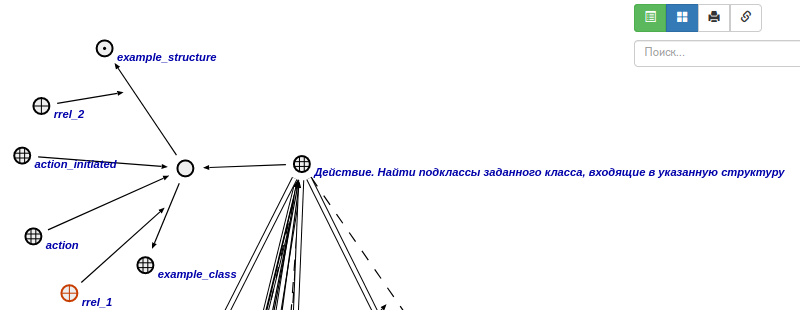 Поиск...
example_structure
rrel_2
action_initiated
Действие. Найти подклассы заданного класса, входящие в указанную структуру
action
example_class
rrel_1